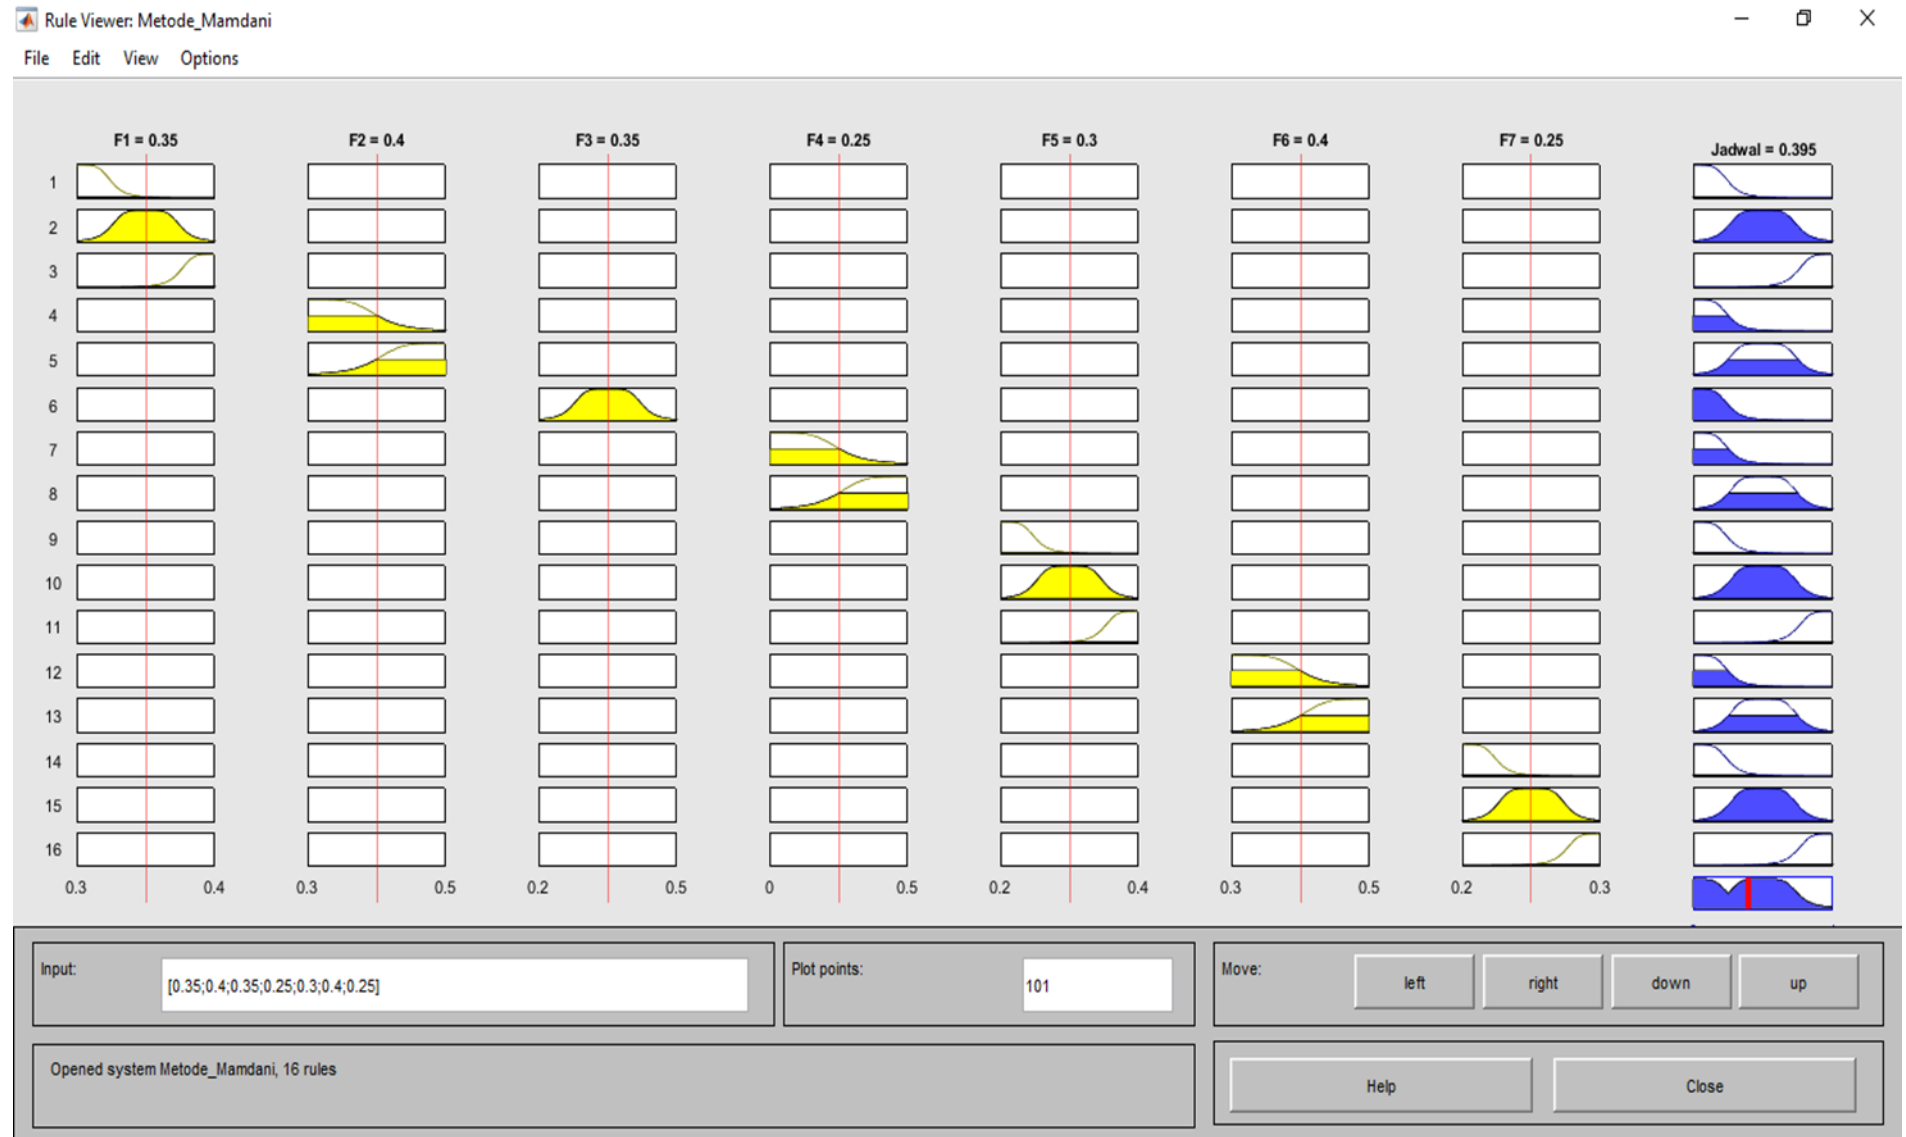 Rule Viewer: Metode_Mamdani
File Edit View Options
F1 = 0.35 F2 = 0.4 F3 = 0.35 F4 = 0.25 F5 = 0.3 F6 = 0.4 F7 = 0.25 Jadwal = 0.395
1
2
3
4
5
6
7
8
9
10
11
12
13
14
15
16
0.3 0.4 0.3 0.5 0.2 0.5 0 0.5 0.2 0.4 0.3 0.5 0.2 0.3
Input: [0.35;0.4;0.35;0.25;0.3;0.4;0.25] Plot points: 101 Move: left right down up
Opened system Metode_Mamdani, 16 rules Help Close